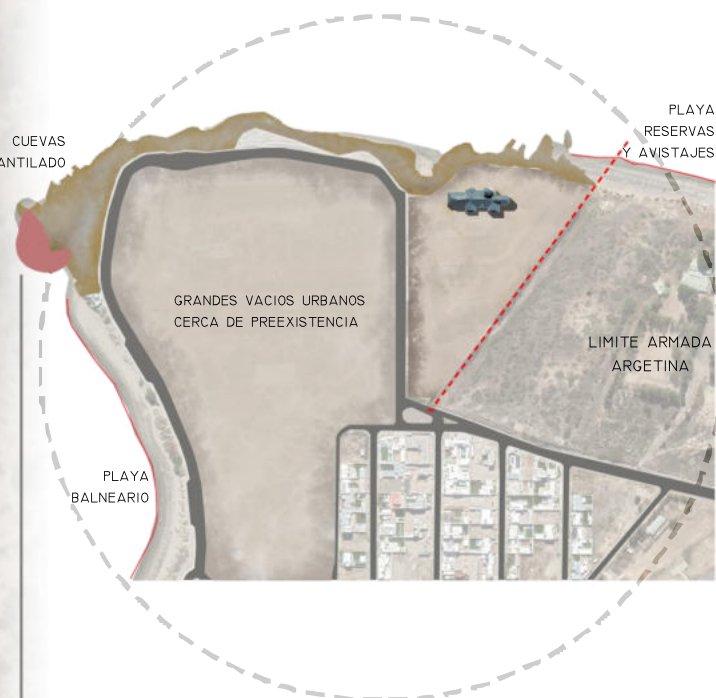 PLAYA
RESERVAS
Y AVISTAJES
CUEVAS
ANTILADO
GRANDES VACIOS URBANOS
CERCA DE PREEXISTENCIA
LIMITE ARMADA
ARGETINA
PLAYA
BALNEARIO